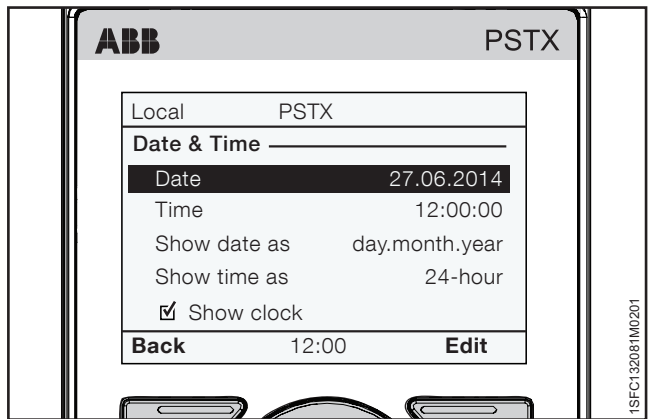 ABB PSTX
Local PSTX
Date & Time
Date 27.06.2014
Time 12:00:00
Show date as day.month.year
Show time as 24-hour
Show clock
Back 12:00 Edit
1SFC132081M0201